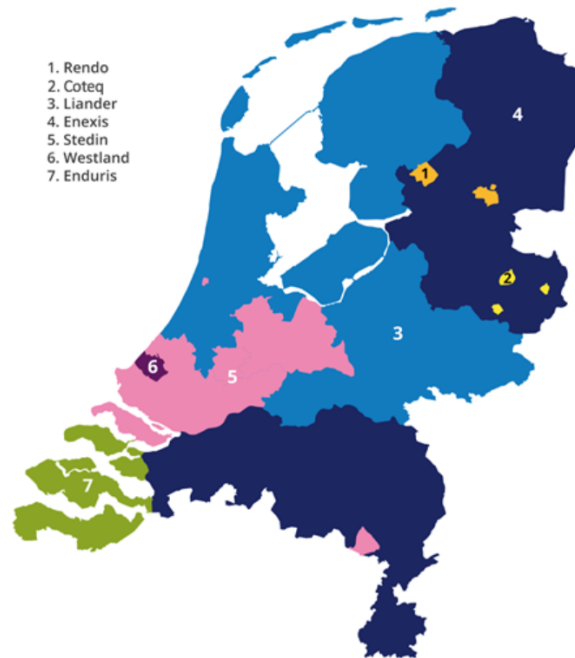 1. Rendo
2. Coteq
3. Liander
4. Enexis
5. Stedin
6. Westland
7. Enduris
4
1
2
3
6
5
7